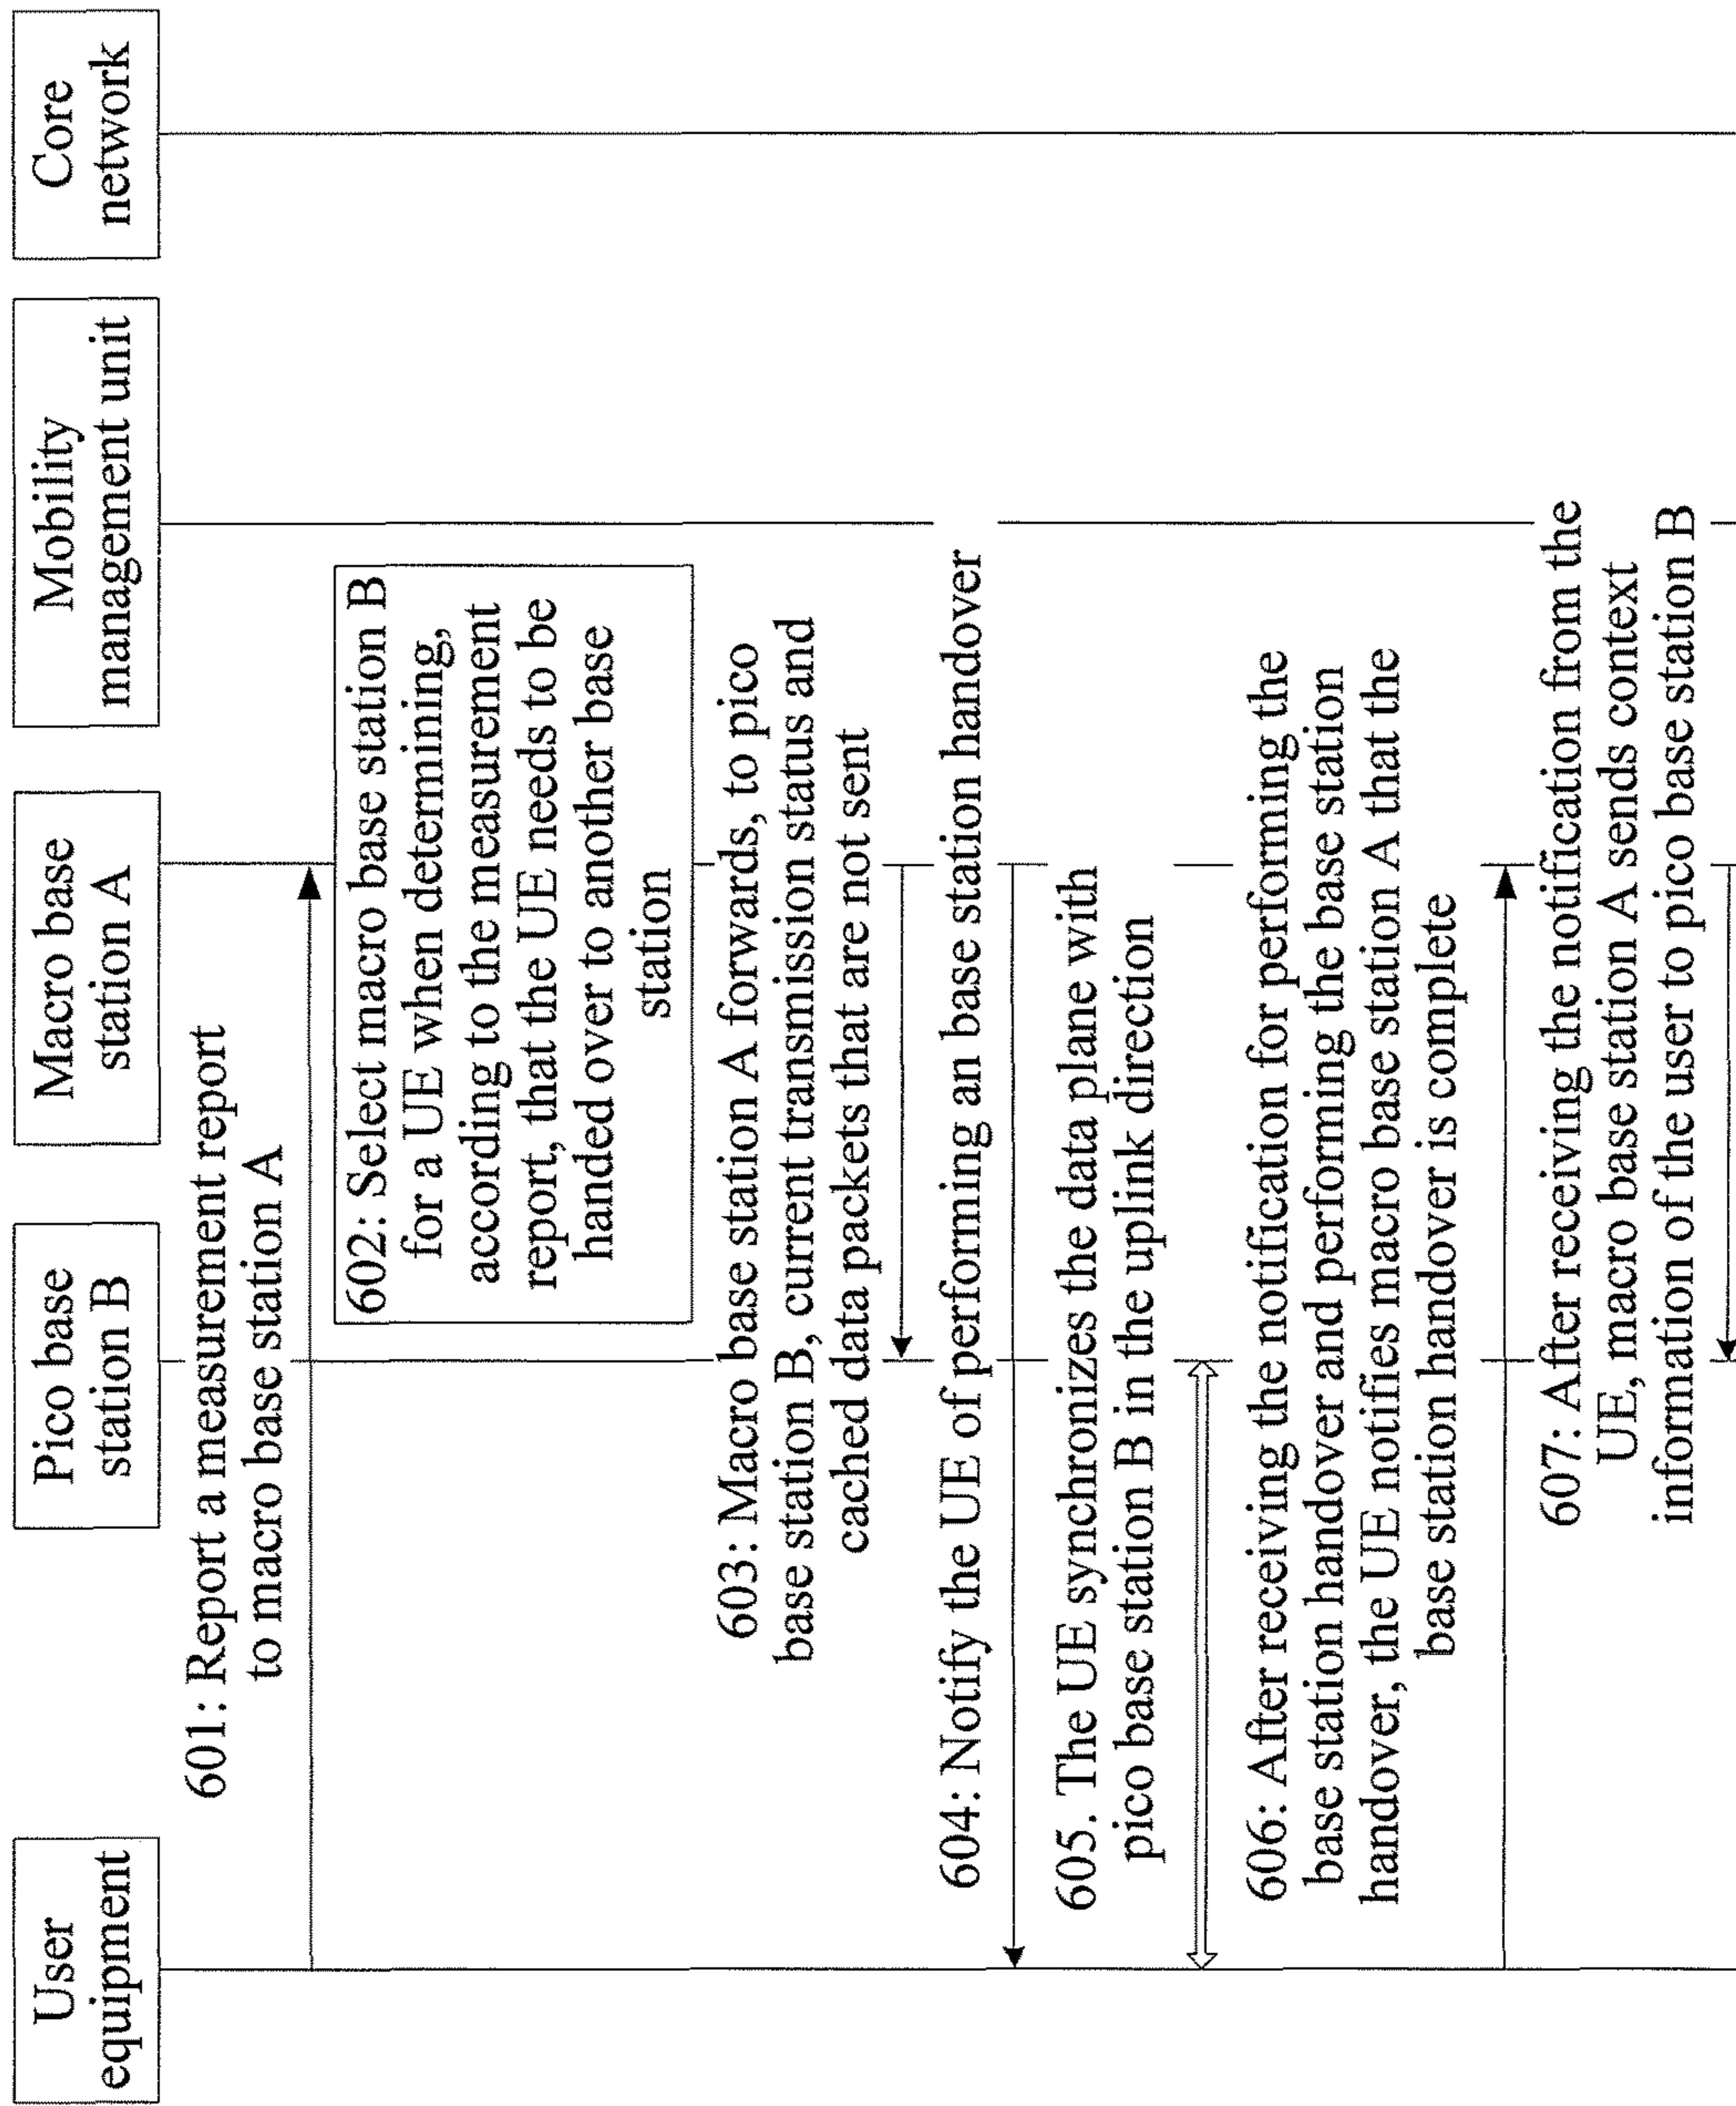 User
equipment
Pico base
station B
Macro base
station A
Mobility
management unit
Core
network
601: Report a measurement report
to macro base station A
602: Select macro base station B
for a UE when determining,
according to the measurement
report, that the UE needs to be
handed over to another base
station
603: Macro base station A forwards, to pico
base station B, current transmission status and
cached data packets that are not sent
604: Notify the UE of performing an base station handover
605. The UE synchronizes the data plane with
pico base station B in the uplink direction
606: After receiving the notification for performing the
base station handover and performing the base station
handover, the UE notifies macro base station A that the
base station handover is complete
607: After receiving the notification from the
UE, macro base station A sends context
information of the user to pico base station B